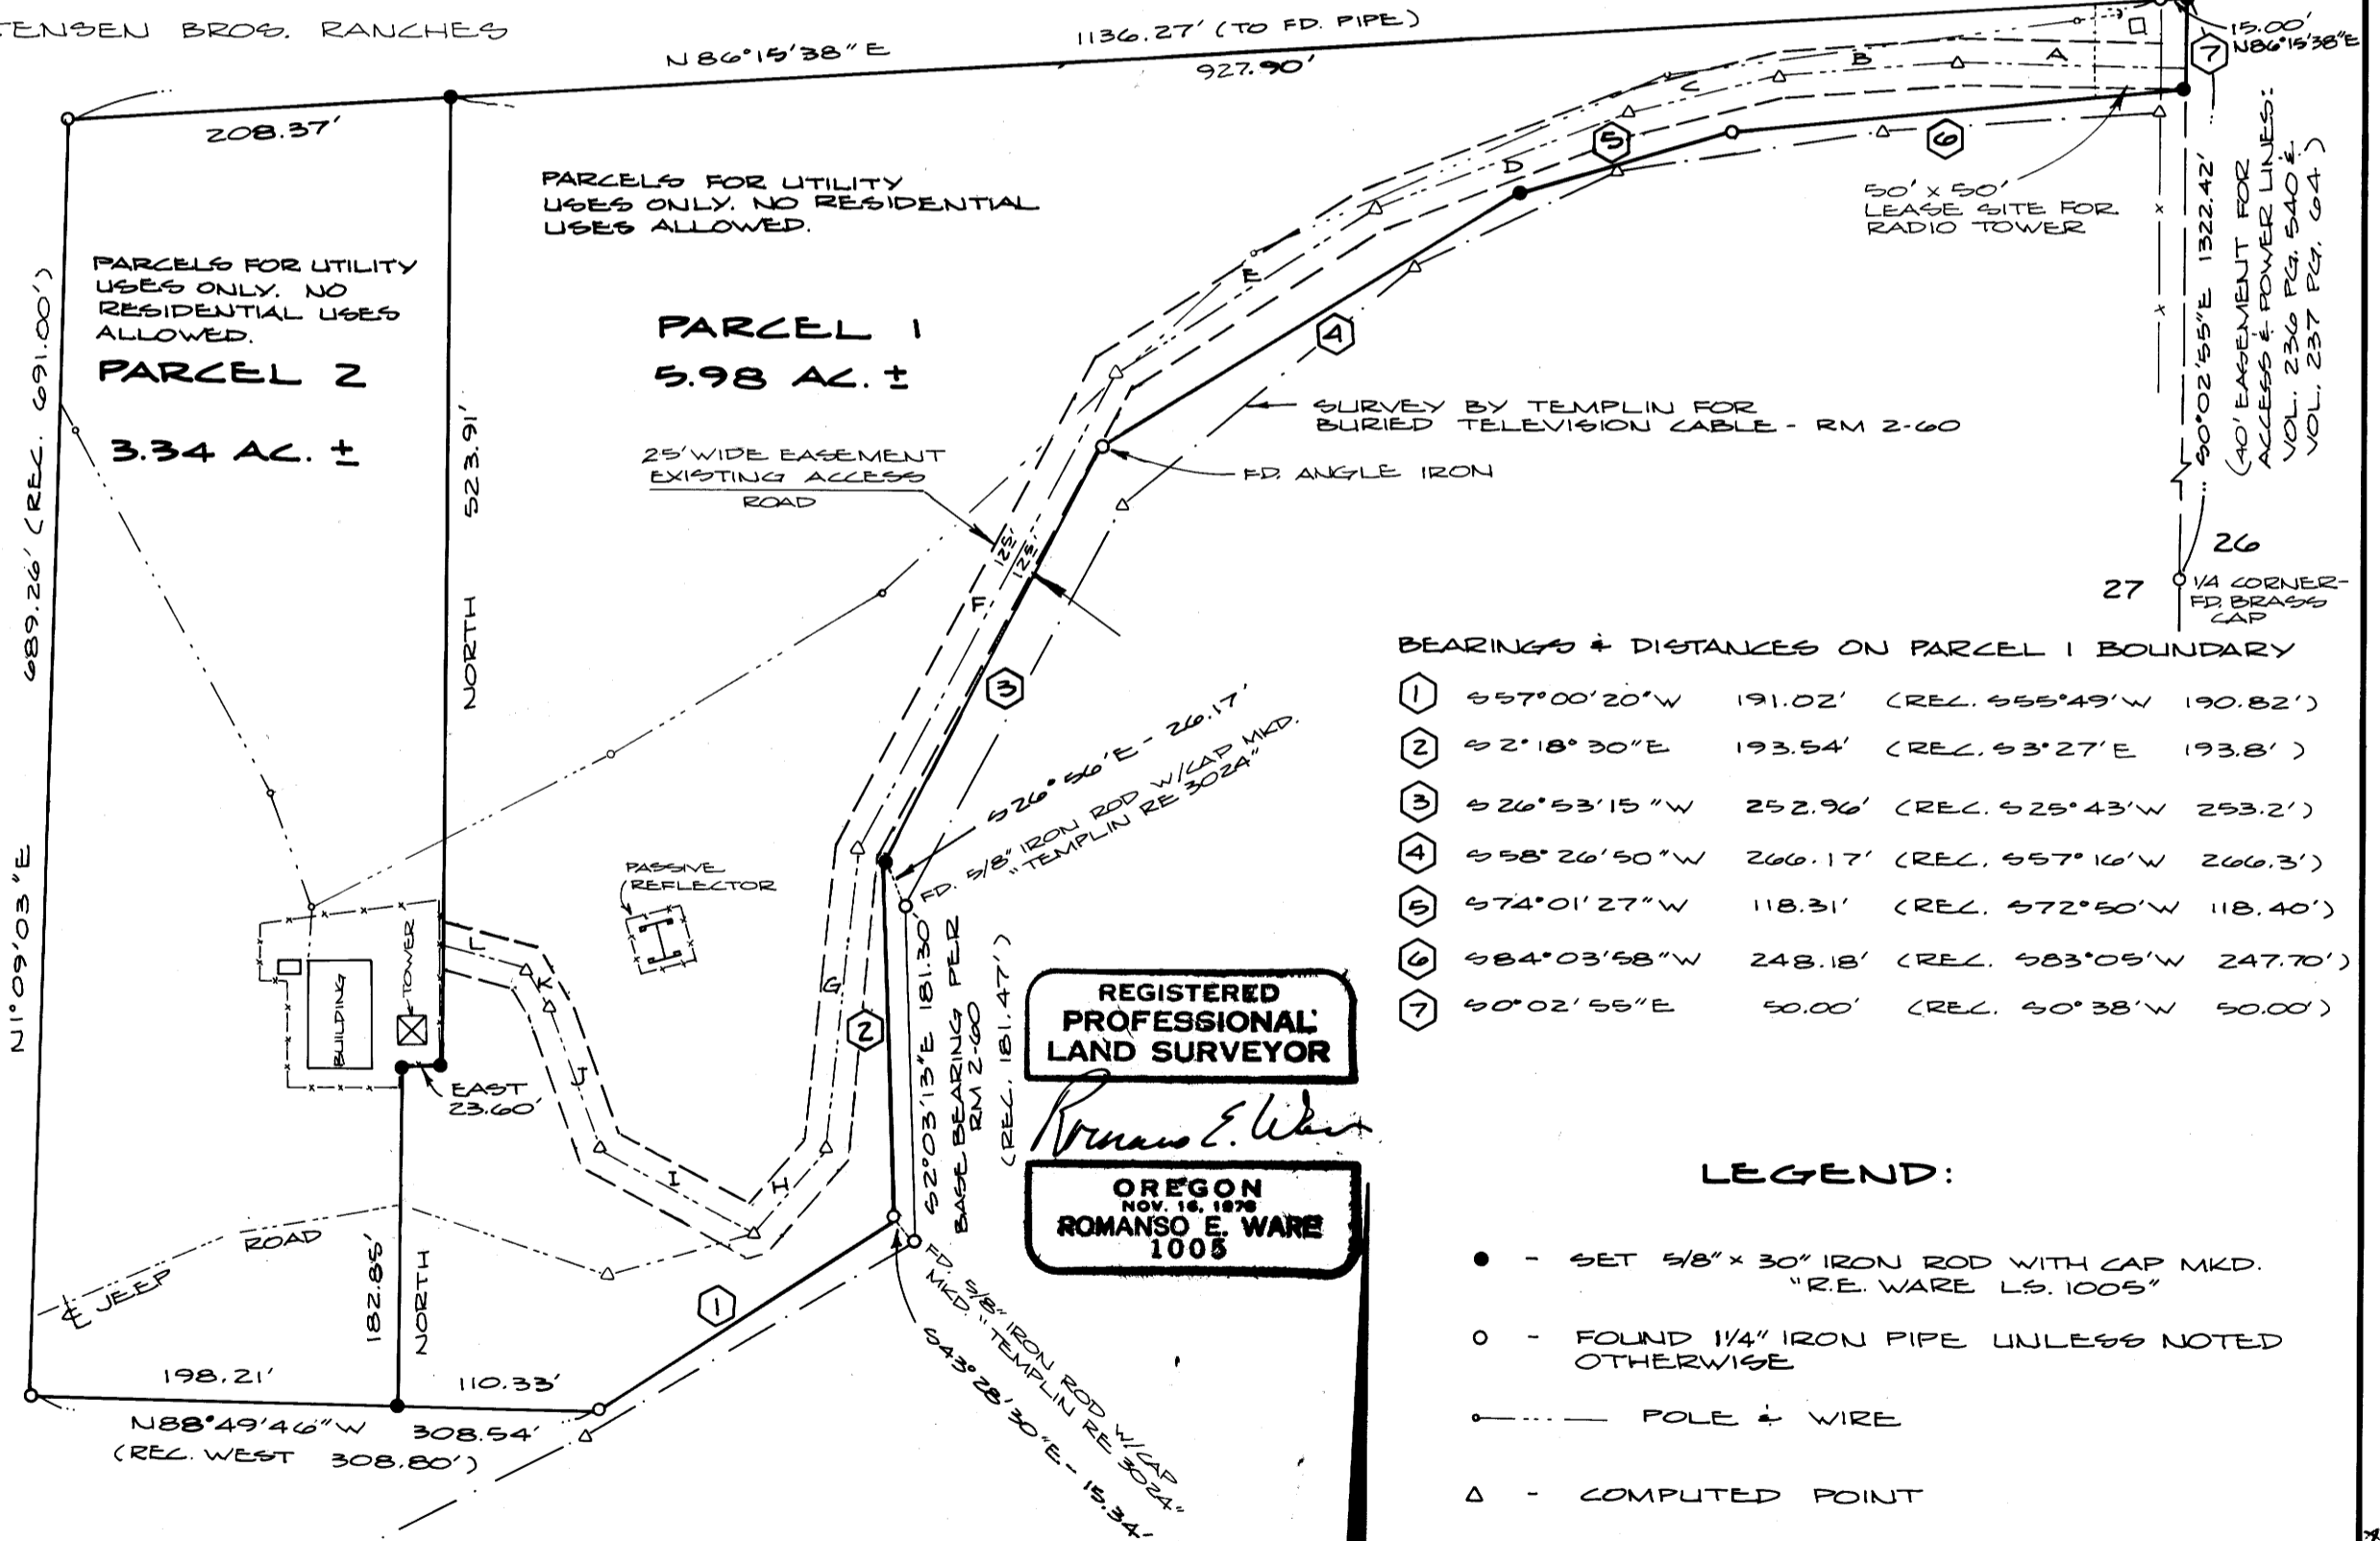 TENSEN BROS. RANCHES
N86°15'38"E
1136.27' (TO FD. PIPE)
927.90'
15.00'
N86°15'38"E
7
208.37'
A
B
C
D
E
5
6
4
50' x 50'
LEASE SITE FOR
RADIO TOWER
S0°02'55"E 1322.42'
(40' EASEMENT FOR
ACCESS & POWER LINES:
VOL. 236 PG. 540 &
VOL. 237 PG. 64)
PARCELS FOR UTILITY
USES ONLY. NO RESIDENTIAL
USES ALLOWED.
PARCELS FOR UTILITY
USES ONLY. NO
RESIDENTIAL USES
ALLOWED.
PARCEL 2
3.34 AC. ±
PARCEL 1
5.98 AC. ±
689.26' (REC. 691.00')
N1°09'03"E
523.91'
NORTH
25' WIDE EASEMENT
EXISTING ACCESS
ROAD
SURVEY BY TEMPLIN FOR
BURIED TELEVISION CABLE - RM 2-60
FD. ANGLE IRON
12.5'
12.5'
F
3
26
27
1/4 CORNER-
FD. BRASS
CAP
BEARINGS & DISTANCES ON PARCEL 1 BOUNDARY
1 S57°00'20"W 191.02' (REC. S55°49'W 190.82')
2 S2°18°30"E 193.54' (REC. S3°27'E 193.8')
3 S26°53'15"W 252.96' (REC. S25°43'W 253.2')
4 S58°26'50"W 266.17' (REC. S57°16'W 266.3')
5 S74°01'27"W 118.31' (REC. S72°50'W 118.40')
6 S84°03'58"W 248.18' (REC. S83°05'W 247.70')
7 S0°02'55"E 50.00' (REC. S0°38'W 50.00')
S26°56'E - 26.17'
FD. 5/8" IRON ROD W/CAP MKD.
"TEMPLIN RE 3024"
PASSIVE
REFLECTOR
TOWER
BUILDING
L
K
J
I
H
G
2
S2°03'13"E 181.30'
BASE BEARING PER
RM 2-60
(REC. 181.47')
EAST
23.60'
REGISTERED
PROFESSIONAL
LAND SURVEYOR
Romanso E. Ware
OREGON
NOV. 16, 1976
ROMANSO E. WARE
1005
ROAD
℄ JEEP
182.85'
NORTH
1
198.21'
110.33'
N88°49'46"W 308.54'
(REC. WEST 308.80')
FD. 5/8" IRON ROD W/CAP
MKD. "TEMPLIN RE 3024"
S43°28'30"E - 15.34'
LEGEND:
● - SET 5/8" x 30" IRON ROD WITH CAP MKD.
"R.E. WARE L.S. 1005"
○ - FOUND 1 1/4" IRON PIPE UNLESS NOTED
OTHERWISE
POLE & WIRE
△ - COMPUTED POINT